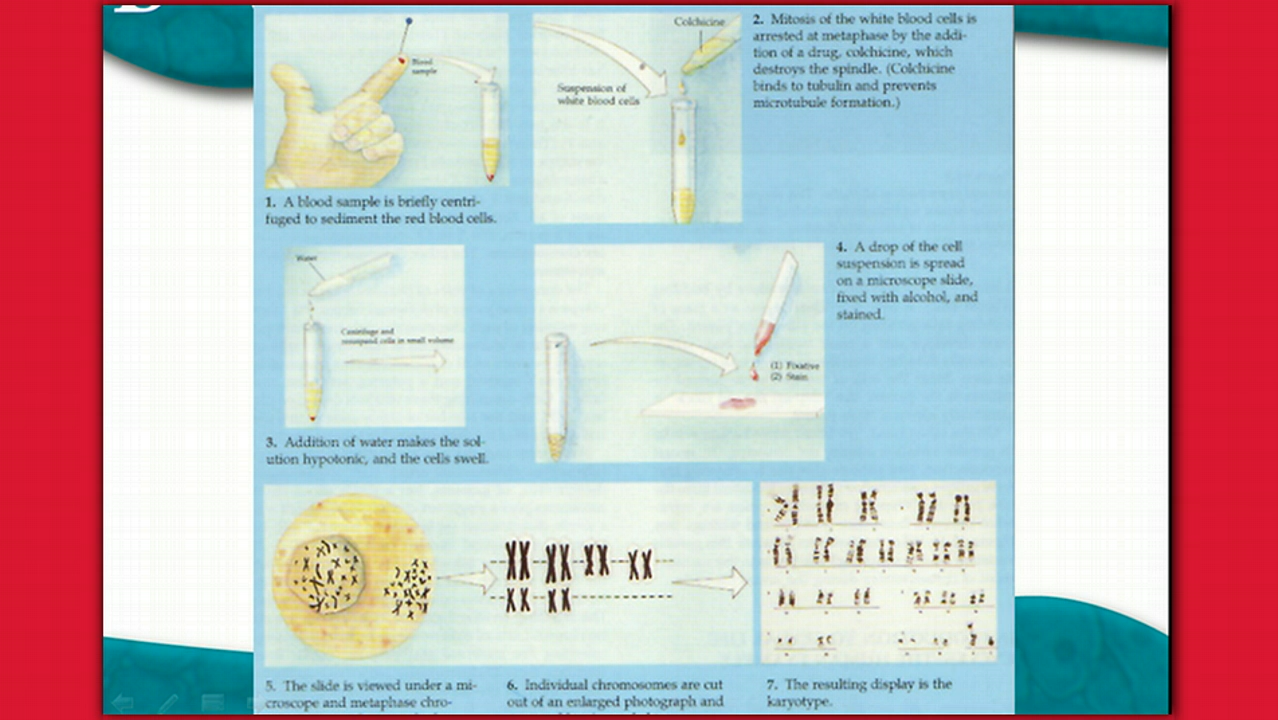 Blood
sample
1. A blood sample is briefly centri-
fuged to sediment the red blood cells.
Colchicine
Suspension of
white blood cells
2. Mitosis of the white blood cells is
arrested at metaphase by the addi-
tion of a drug, colchicine, which
destroys the spindle. (Colchicine
binds to tubulin and prevents
microtubule formation.)
Water
Centrifuge and
resuspend cells in small volume
3. Addition of water makes the sol-
ution hypotonic, and the cells swell.
(1) Fixative
(2) Stain
4. A drop of the cell
suspension is spread
on a microscope slide,
fixed with alcohol, and
stained.
5. The slide is viewed under a mi-
croscope and metaphase chro-
6. Individual chromosomes are cut
out of an enlarged photograph and
7. The resulting display is the
karyotype.